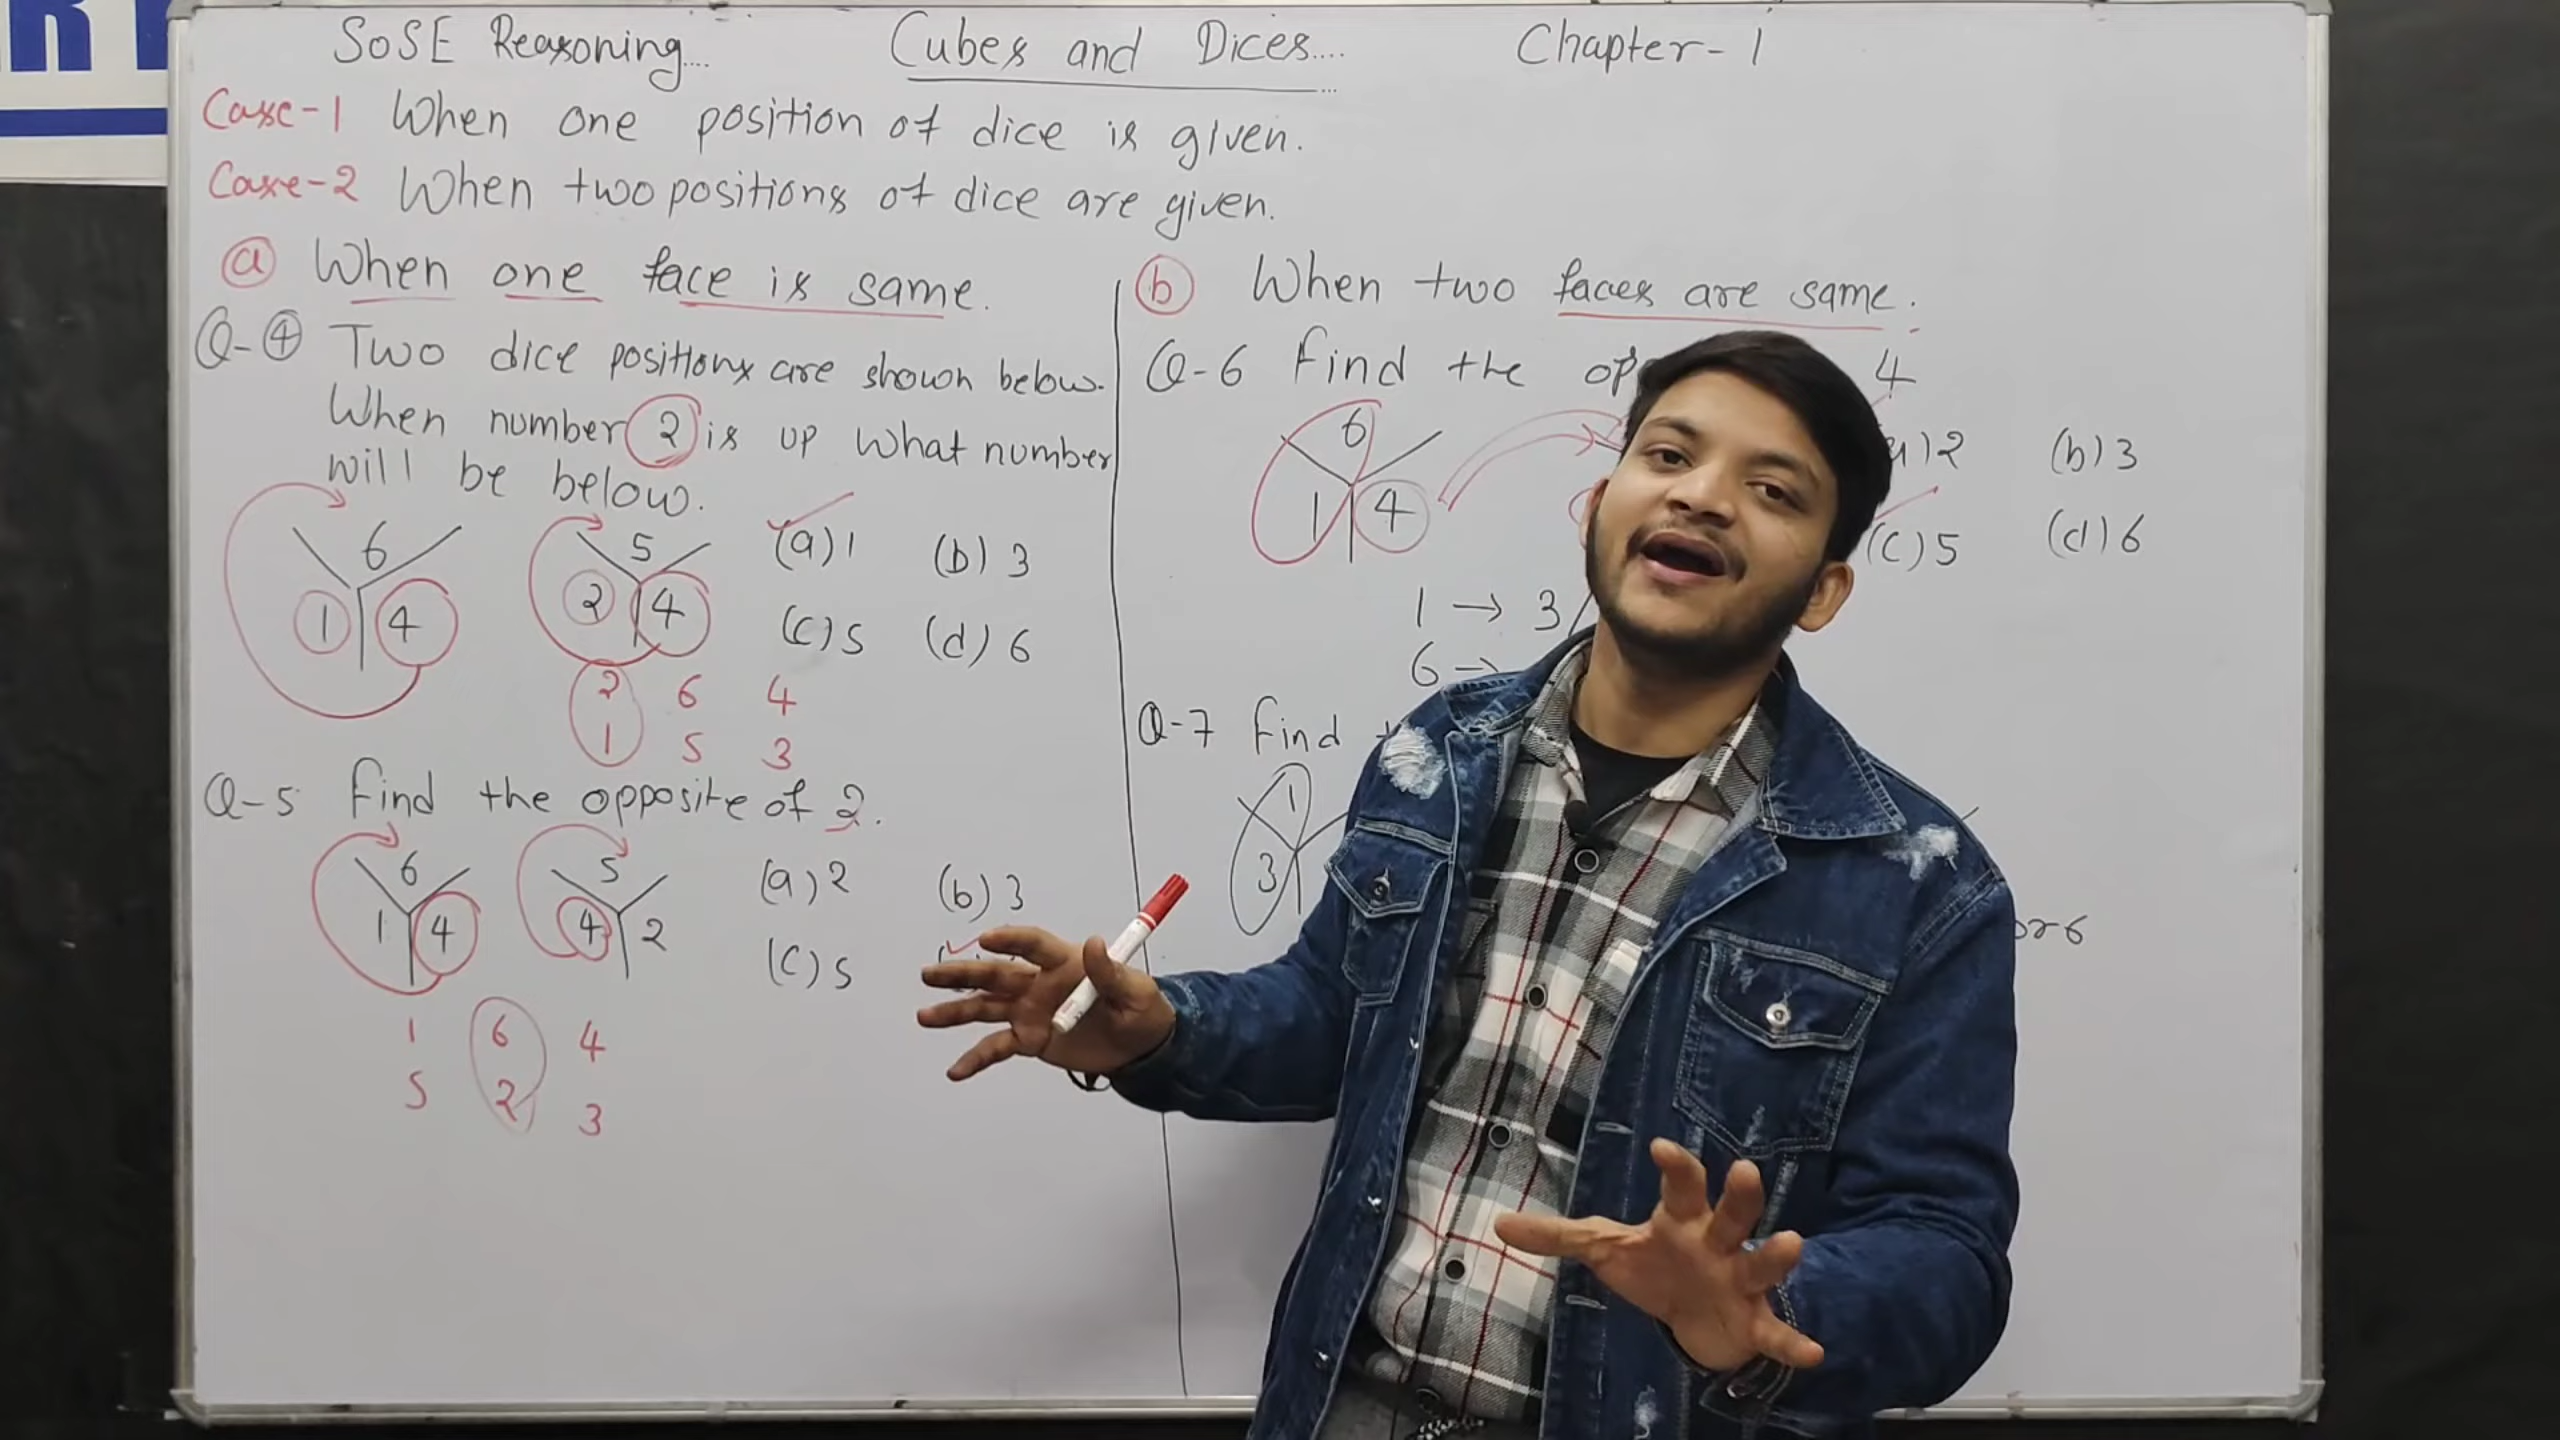 SoSE Reasoning.... Cubes and Dices.... Chapter-1
Case-1 When one position of dice is given.
Case-2 When two positions of dice are given.
(a) When one face is same.
Q-4 Two dice positions are shown below.
When number 2 is up what number
will be below.
6 5 (a) 1 (b) 3
1 4 2 4 (c) 5 (d) 6
2 6 4
1 5 3
Q-5 Find the opposite of 2.
6 5 (a) 2 (b) 3
1 4 4 2 (c) 5
1 6 4
5 2 3
(b) When two faces are same.
Q-6 Find the 4
6 2 (b) 3
1 4 (c) 5 (d) 6
1 → 3
6 →
Q-7 Find
1
3
or 6